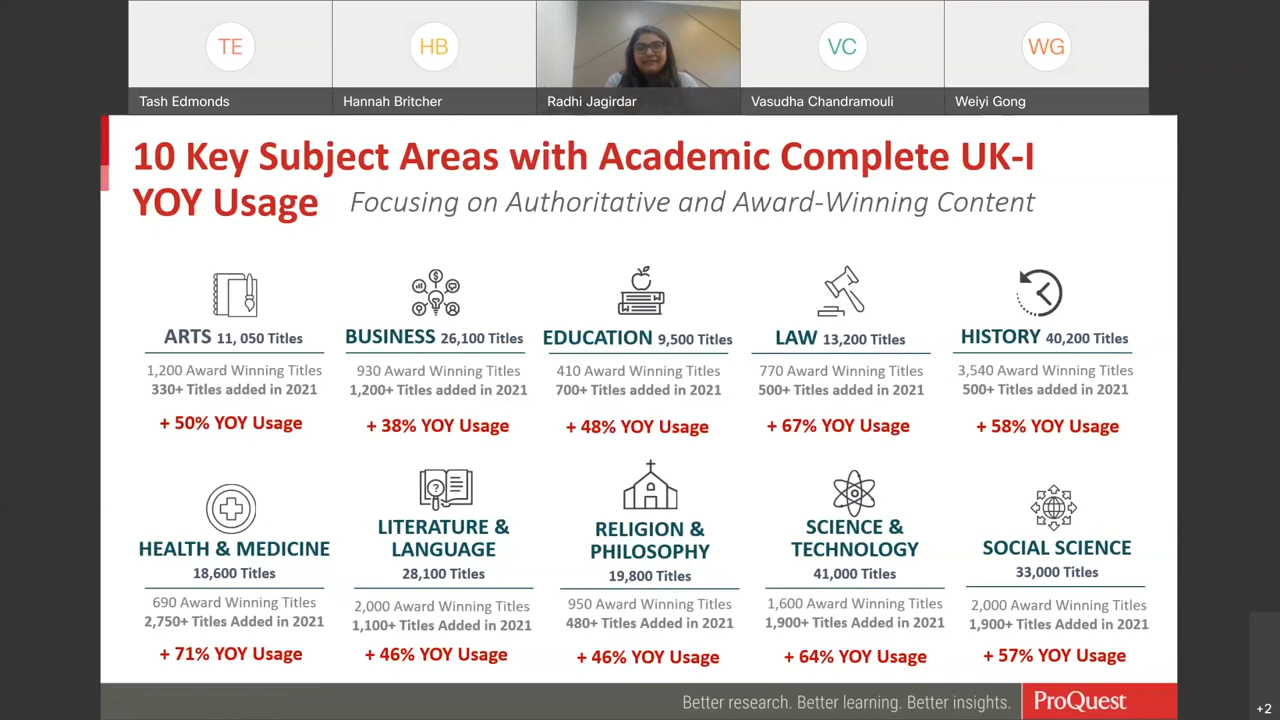 TE
HB
VC
WG
Tash Edmonds
Hannah Britcher
Radhi Jagirdar
Vasudha Chandramouli
Weiyi Gong
10 Key Subject Areas with Academic Complete UK-I
YOY Usage Focusing on Authoritative and Award-Winning Content
ARTS 11, 050 Titles
1,200 Award Winning Titles
330+ Titles added in 2021
+ 50% YOY Usage
BUSINESS 26,100 Titles
930 Award Winning Titles
1,200+ Titles added in 2021
+ 38% YOY Usage
EDUCATION 9,500 Titles
410 Award Winning Titles
700+ Titles added in 2021
+ 48% YOY Usage
LAW 13,200 Titles
770 Award Winning Titles
500+ Titles added in 2021
+ 67% YOY Usage
HISTORY 40,200 Titles
3,540 Award Winning Titles
500+ Titles added in 2021
+ 58% YOY Usage
HEALTH & MEDICINE
18,600 Titles
690 Award Winning Titles
2,750+ Titles Added in 2021
+ 71% YOY Usage
LITERATURE &
LANGUAGE
28,100 Titles
2,000 Award Winning Titles
1,100+ Titles Added in 2021
+ 46% YOY Usage
RELIGION &
PHILOSOPHY
19,800 Titles
950 Award Winning Titles
480+ Titles Added in 2021
+ 46% YOY Usage
SCIENCE &
TECHNOLOGY
41,000 Titles
1,600 Award Winning Titles
1,900+ Titles Added in 2021
+ 64% YOY Usage
SOCIAL SCIENCE
33,000 Titles
2,000 Award Winning Titles
1,900+ Titles Added in 2021
+ 57% YOY Usage
Better research. Better learning. Better insights.
ProQuest
+2